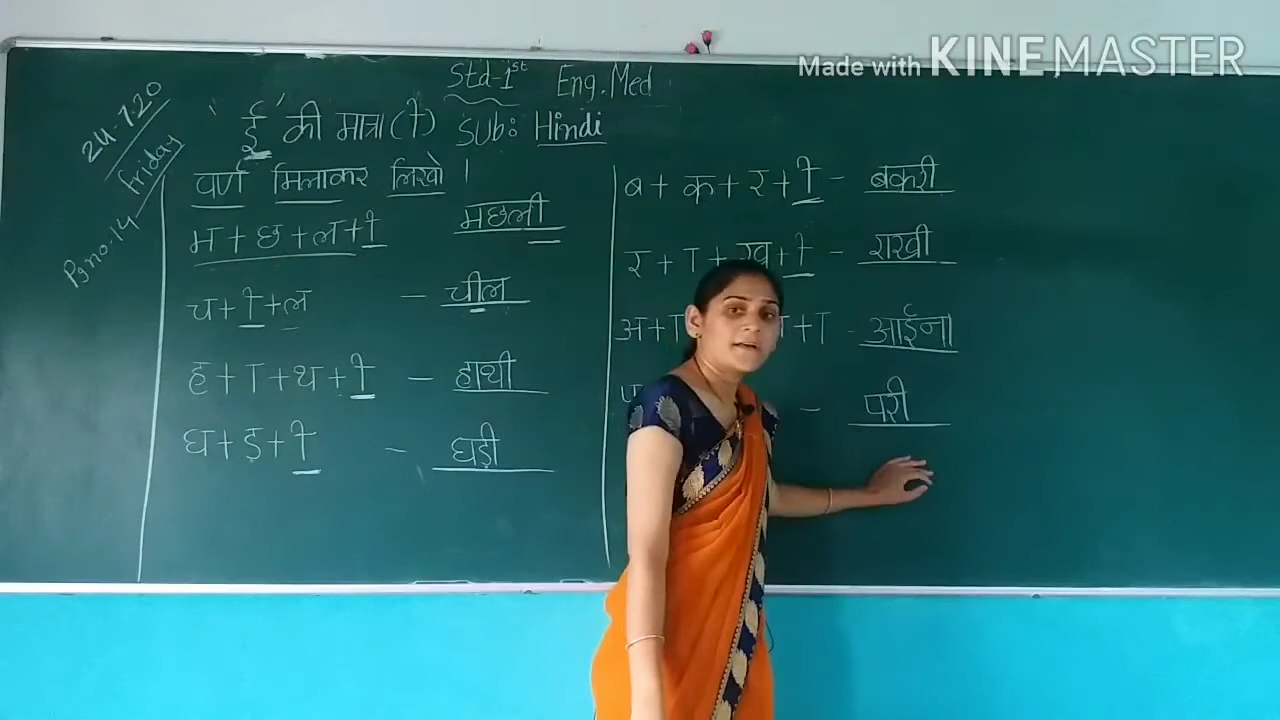 Made with KINEMASTER
Std-1st Eng.Med
24-7-20
Friday
Pg no. 14
"ई" की मात्रा (ी) SUB: Hindi
वर्ण मिलाकर लिखो ।
म + छ + ल + ी मछली
च + ी + ल - चील
ह + ा + थ + ी - हाथी
घ + ड़ + ी - घड़ी
ब + क + र + ी - बकरी
र + ा + ख + ी - राखी
अ + ा + ा - आईना
- परी